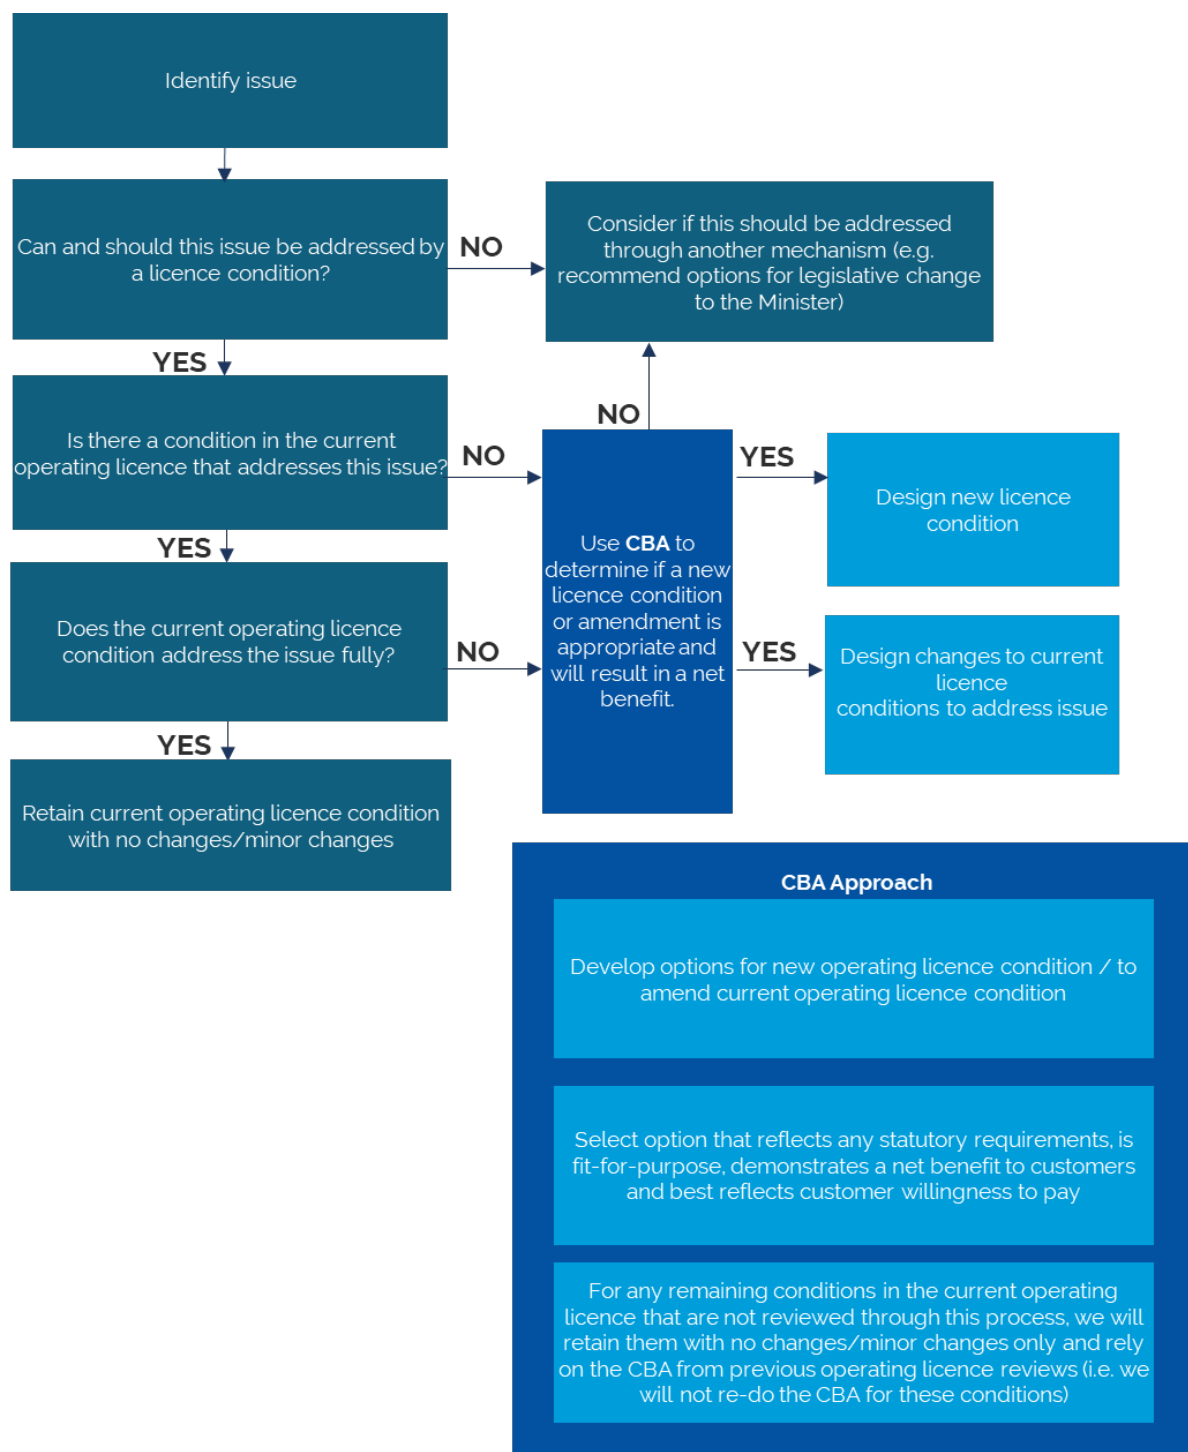 Identify issue
Can and should this issue be addressed by
a licence condition?
NO
Consider if this should be addressed
through another mechanism (e.g.
recommend options for legislative change
to the Minister)
YES
Is there a condition in the current
operating licence that addresses this issue?
NO
NO
Use CBA to
determine if a new
licence condition
or amendment is
appropriate and
will result in a net
benefit.
YES
Design new licence
condition
YES
Does the current operating licence
condition address the issue fully?
NO
YES
Design changes to current
licence
conditions to address issue
YES
Retain current operating licence condition
with no changes/minor changes
CBA Approach
Develop options for new operating licence condition / to
amend current operating licence condition
Select option that reflects any statutory requirements, is
fit-for-purpose, demonstrates a net benefit to customers
and best reflects customer willingness to pay
For any remaining conditions in the current operating
licence that are not reviewed through this process, we will
retain them with no changes/minor changes only and rely
on the CBA from previous operating licence reviews (i.e. we
will not re-do the CBA for these conditions)